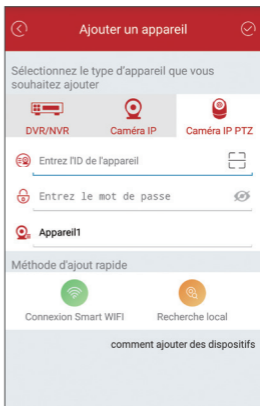 Ajouter un appareil
Sélectionnez le type d'appareil que vous
souhaitez ajouter
DVR/NVR Caméra IP Caméra IP PTZ
Entrez l'ID de l'appareil
Entrez le mot de passe
Appareil1
Méthode d'ajout rapide
Connexion Smart WIFI Recherche local
comment ajouter des dispositifs